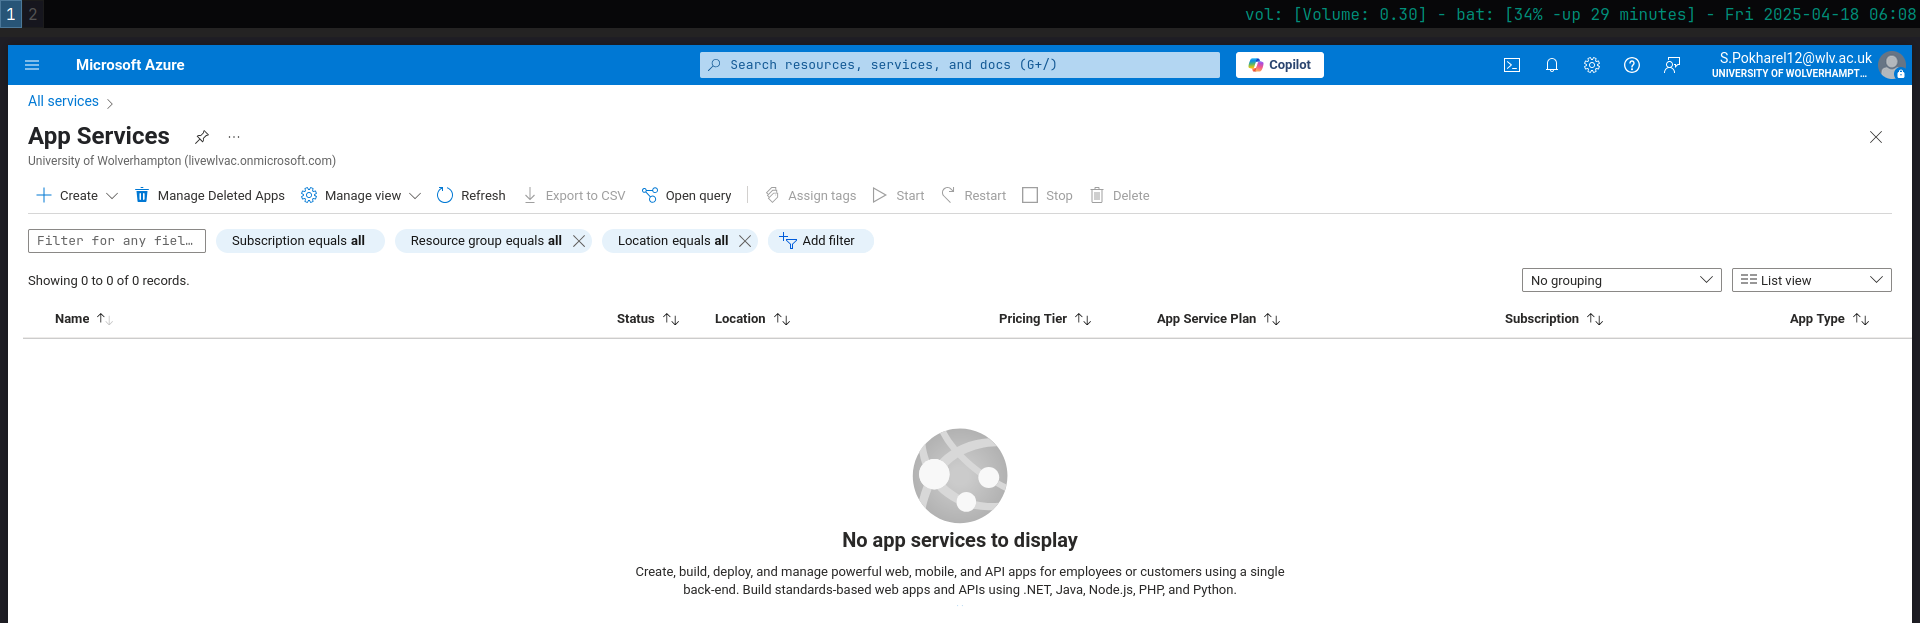 1 2 vol: [Volume: 0.30] - bat: [34% -up 29 minutes] - Fri 2025-04-18 06:08
Microsoft Azure Search resources, services, and docs (G+/) Copilot S.Pokharel12@wlv.ac.uk
UNIVERSITY OF WOLVERHAMPT...
All services
App Services ...
University of Wolverhampton (livewlvac.onmicrosoft.com)
Create Manage Deleted Apps Manage view Refresh Export to CSV Open query Assign tags Start Restart Stop Delete
Filter for any fiel... Subscription equals all Resource group equals all Location equals all Add filter
Showing 0 to 0 of 0 records. No grouping List view
Name Status Location Pricing Tier App Service Plan Subscription App Type
No app services to display
Create, build, deploy, and manage powerful web, mobile, and API apps for employees or customers using a single
back-end. Build standards-based web apps and APIs using .NET, Java, Node.js, PHP, and Python.